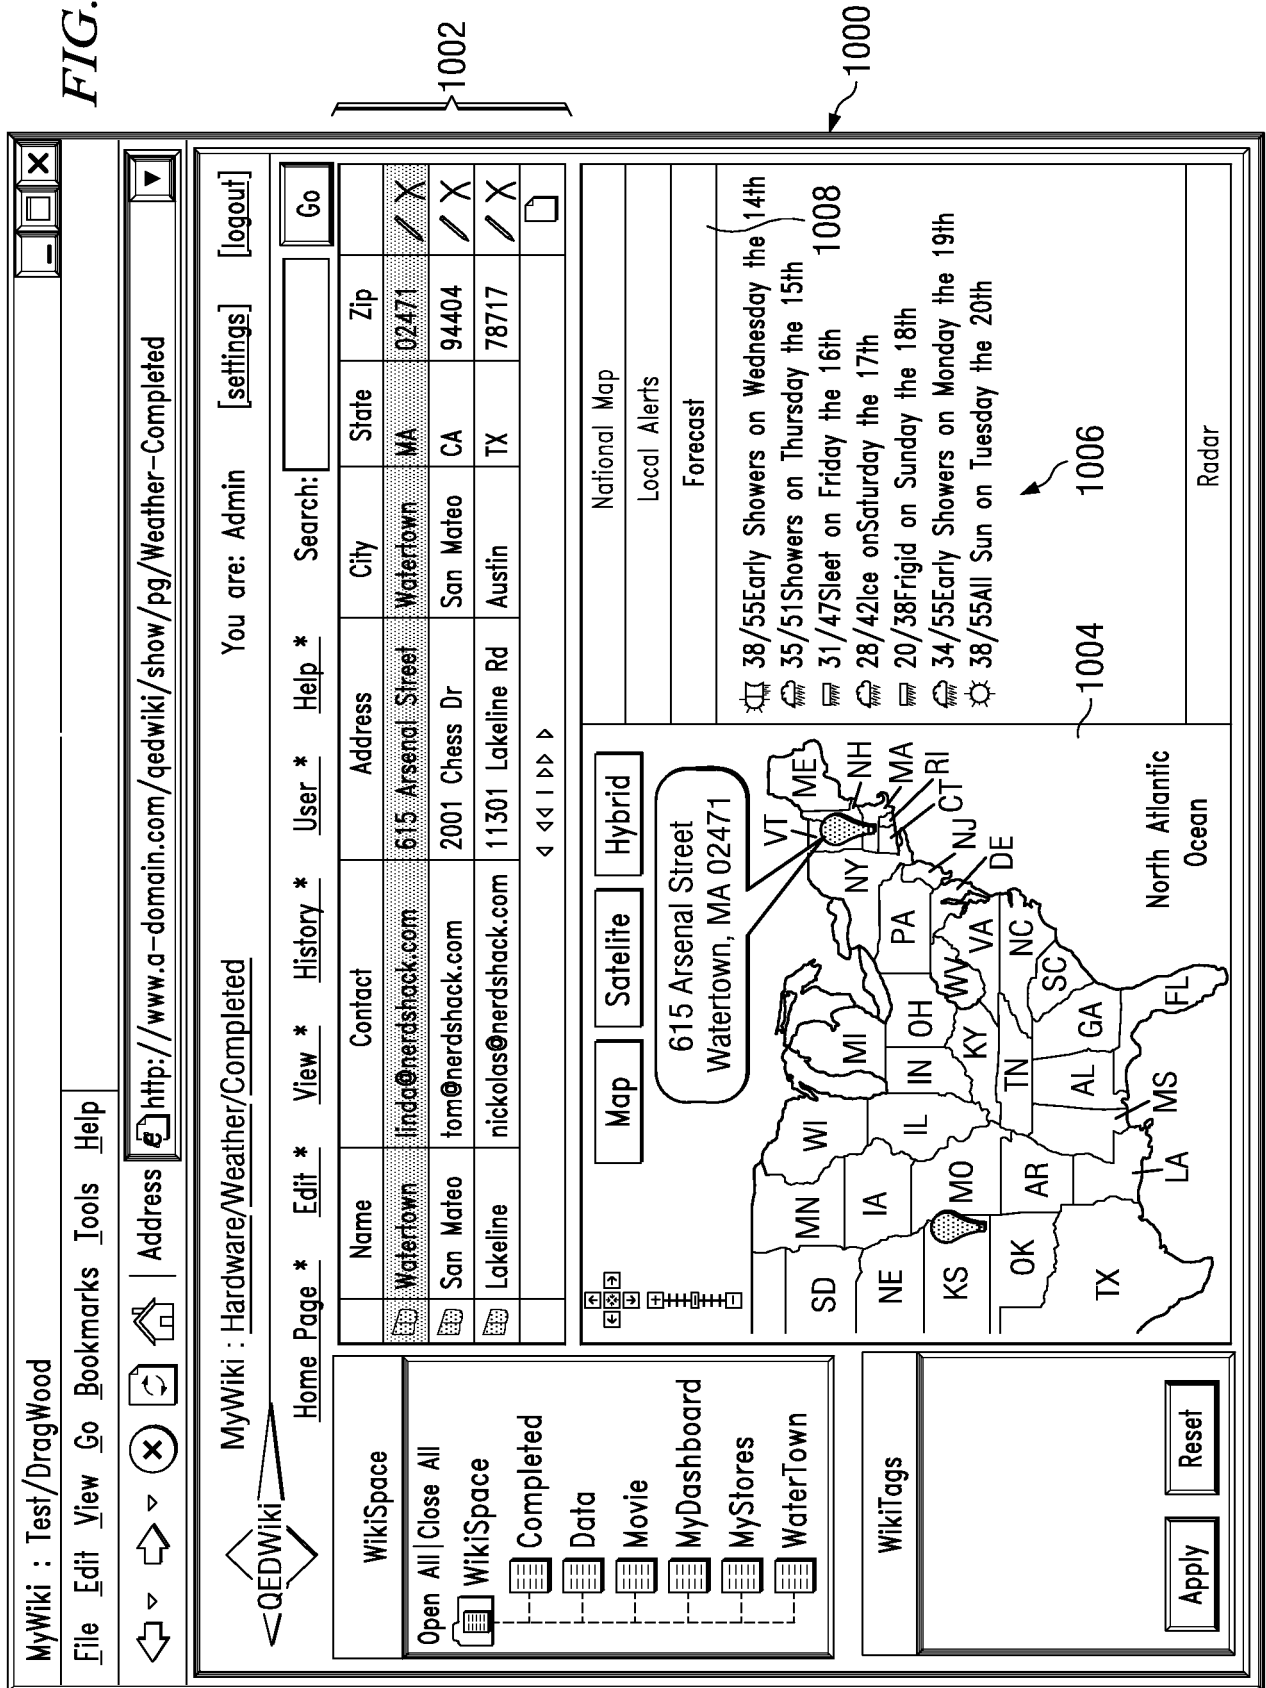 FIG.
MyWiki : Test/DragWood
File Edit View Go Bookmarks Tools Help
Address e http://www.a-domain.com/qedwiki/show/pg/Weather-Completed
<QEDWiki
MyWiki : Hardware/Weather/Completed You are: Admin [settings] [logout]
Home Page * Edit * View * History * User * Help * Search: Go
WikiSpace
Open All|Close All
WikiSpace
Completed
Data
Movie
MyDashboard
MyStores
WaterTown
WikiTags
Apply Reset
Name Contact Address City State Zip
Watertown linda@nerdshack.com 615 Arsenal Street Watertown MA 02471
San Mateo tom@nerdshack.com 2001 Chess Dr San Mateo CA 94404
Lakeline nickolas@nerdshack.com 11301 Lakeline Rd Austin TX 78717
1002
Map Satelite Hybrid
615 Arsenal Street
Watertown, MA 02471
SD
NE
KS
OK
TX
MN
IA
MO
AR
LA
WI
IL
MS
MI
IN
OH
KY
TN
AL
GA
FL
SC
NC
VA
WV
PA
NY
VT
ME
NH
MA
RI
CT
NJ
DE
North Atlantic
Ocean
1004
National Map
Local Alerts
Forecast
38/55Early Showers on Wednesday the 14th
35/51Showers on Thursday the 15th
31/47Sleet on Friday the 16th
28/42Ice onSaturday the 17th
20/38Frigid on Sunday the 18th
34/55Early Showers on Monday the 19th
38/55All Sun on Tuesday the 20th
Radar
1008
1006
1000